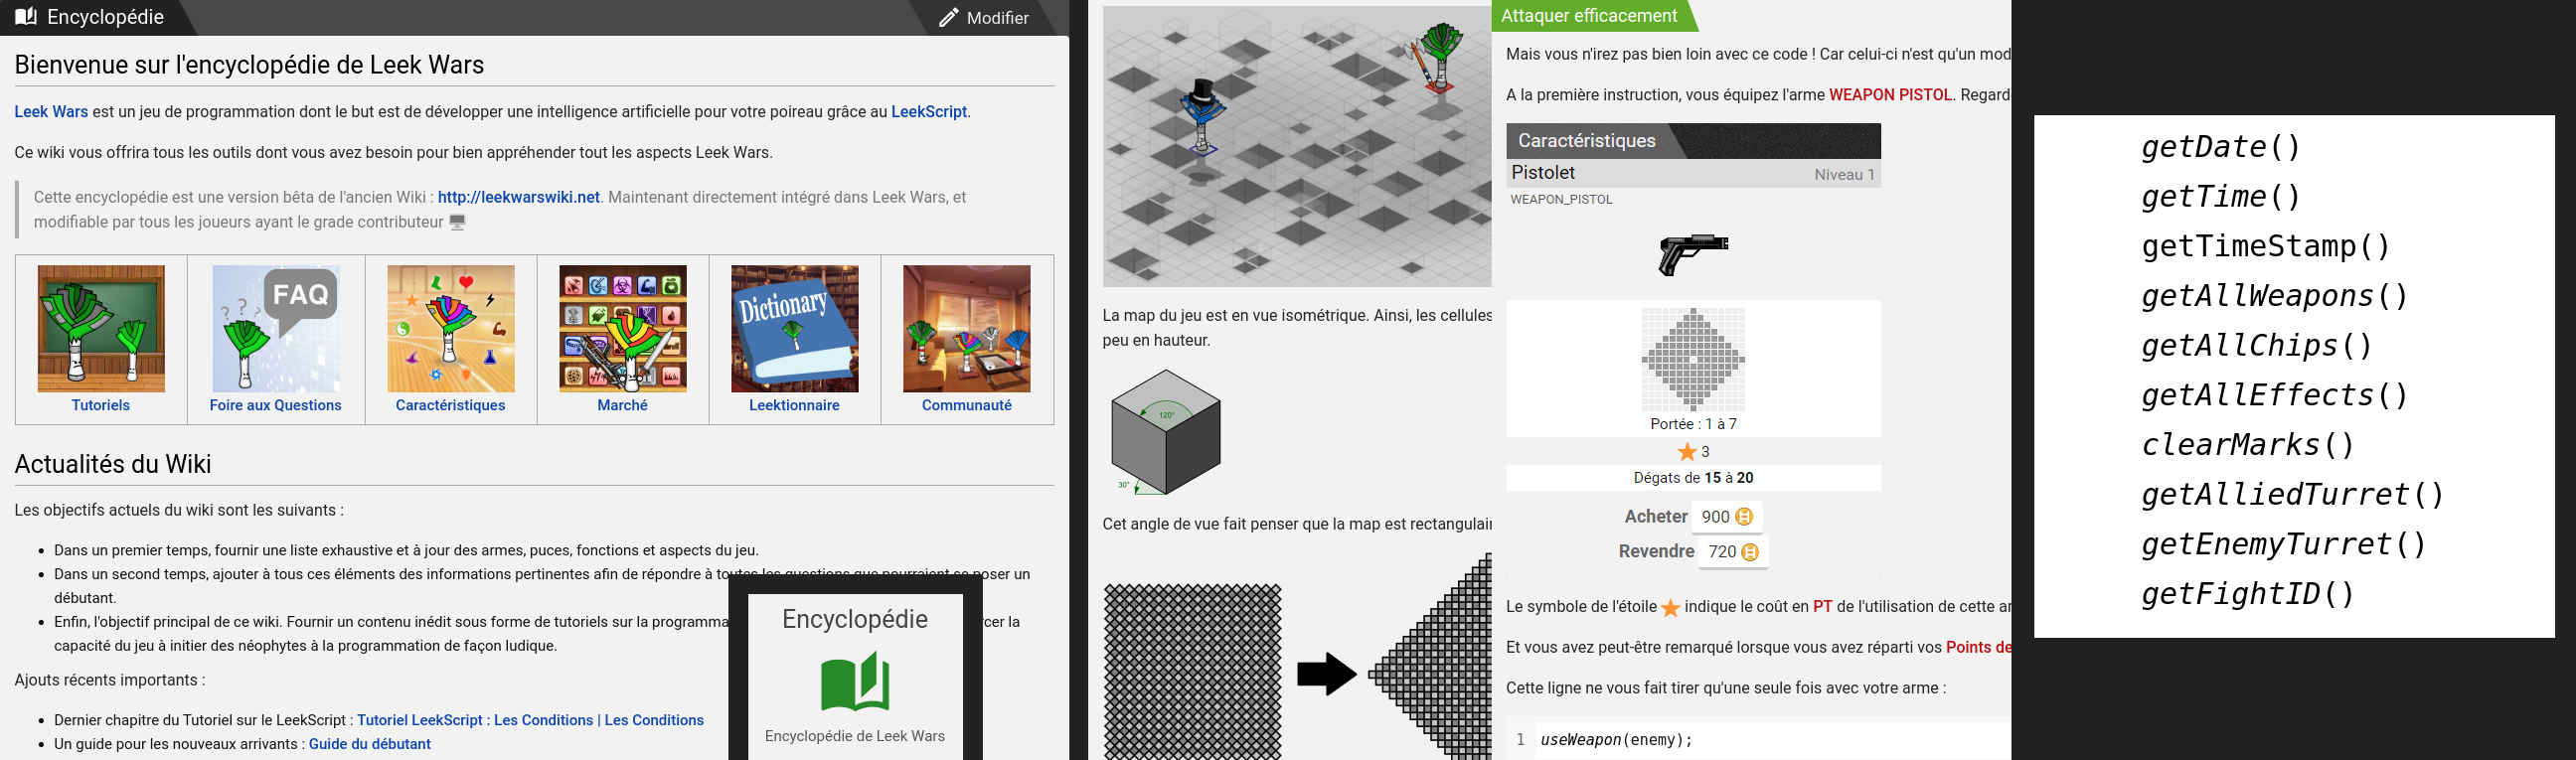 Encyclopédie
Modifier
Bienvenue sur l'encyclopédie de Leek Wars
Leek Wars est un jeu de programmation dont le but est de développer une intelligence artificielle pour votre poireau grâce au LeekScript.
Ce wiki vous offrira tous les outils dont vous avez besoin pour bien appréhender tout les aspects Leek Wars.
Cette encyclopédie est une version bêta de l'ancien Wiki : http://leekwarswiki.net. Maintenant directement intégré dans Leek Wars, et
modifiable par tous les joueurs ayant le grade contributeur
FAQ
Dictionary
Tutoriels
Foire aux Questions
Caractéristiques
Marché
Leektionnaire
Communauté
Actualités du Wiki
Les objectifs actuels du wiki sont les suivants :
Dans un premier temps, fournir une liste exhaustive et à jour des armes, puces, fonctions et aspects du jeu.
Dans un second temps, ajouter à tous ces éléments des informations pertinentes afin de répondre à toutes les questions que pourraient se poser un
débutant.
Enfin, l'objectif principal de ce wiki. Fournir un contenu inédit sous forme de tutoriels sur la programma
rcer la
capacité du jeu à initier des néophytes à la programmation de façon ludique.
Ajouts récents importants :
Dernier chapitre du Tutoriel sur le LeekScript : Tutoriel LeekScript : Les Conditions | Les Conditions
Un guide pour les nouveaux arrivants : Guide du débutant
Encyclopédie
Encyclopédie de Leek Wars
La map du jeu est en vue isométrique. Ainsi, les cellules
peu en hauteur.
120°
30°
Cet angle de vue fait penser que la map est rectangulair
Attaquer efficacement
Mais vous n'irez pas bien loin avec ce code ! Car celui-ci n'est qu'un mod
A la première instruction, vous équipez l'arme WEAPON PISTOL. Regard
Caractéristiques
Pistolet
Niveau 1
WEAPON_PISTOL
Portée : 1 à 7
3
Dégats de 15 à 20
Acheter 900
Revendre 720
Le symbole de l'étoile indique le coût en PT de l'utilisation de cette ar
Et vous avez peut-être remarqué lorsque vous avez réparti vos Points de
Cette ligne ne vous fait tirer qu'une seule fois avec votre arme :
1 useWeapon(enemy);
getDate()
getTime()
getTimeStamp()
getAllWeapons()
getAllChips()
getAllEffects()
clearMarks()
getAlliedTurret()
getEnemyTurret()
getFightID()